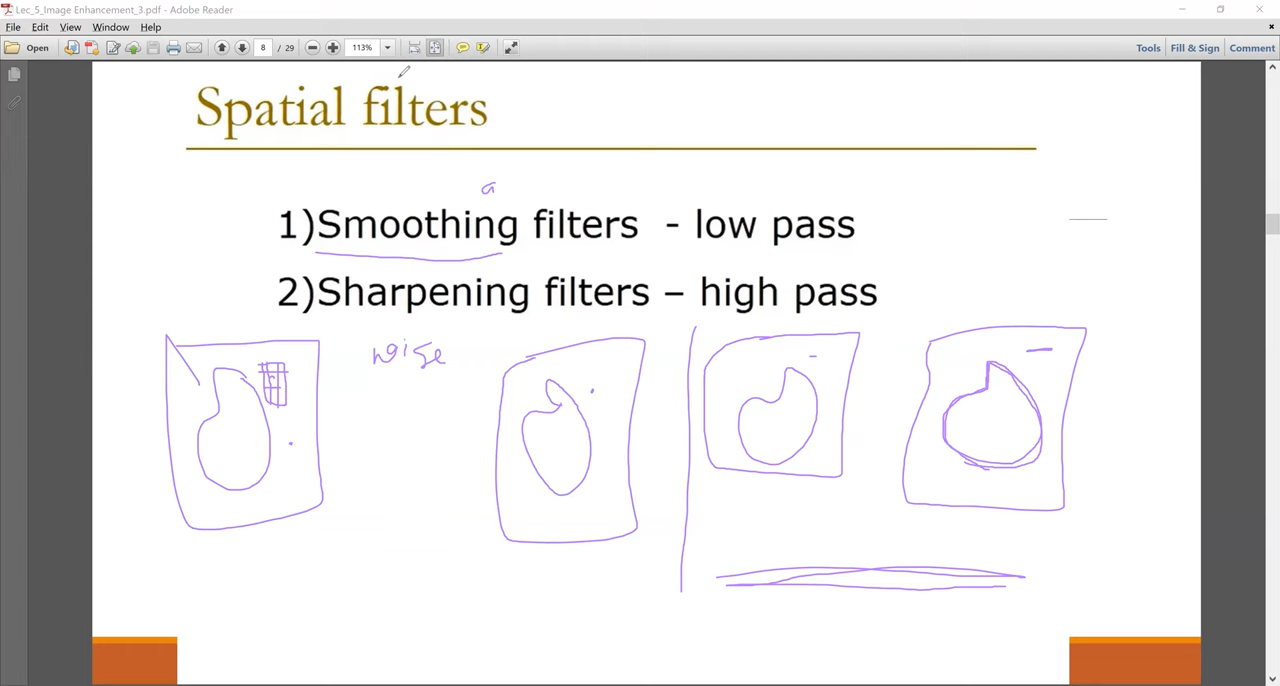 Lec_5_Image Enhancement_3.pdf - Adobe Reader
File Edit View Window Help
Open 8 / 29 113% Tools Fill & Sign Comment
Spatial filters
a
1)Smoothing filters - low pass
2)Sharpening filters – high pass
noise